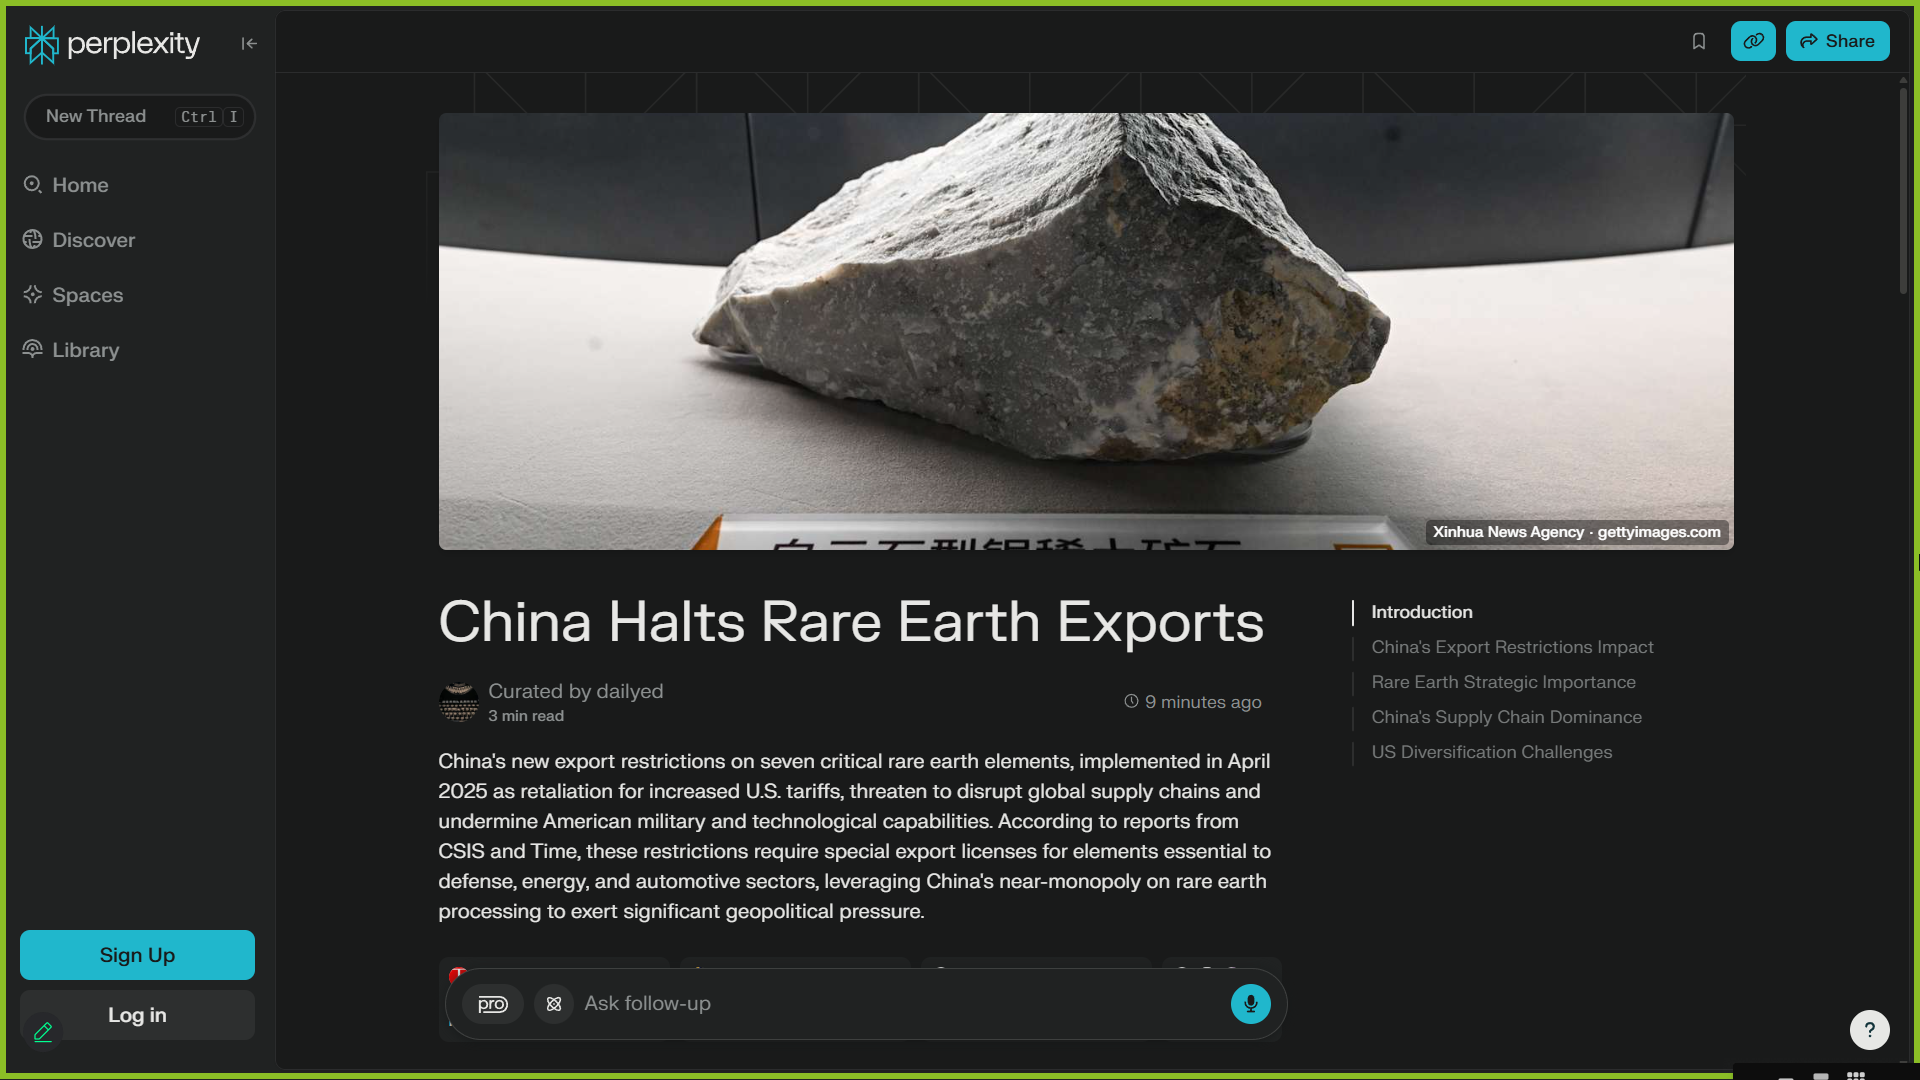 perplexity
Share
New Thread Ctrl I
Home
Discover
Spaces
Library
Xinhua News Agency · gettyimages.com
China Halts Rare Earth Exports
Curated by dailyed
3 min read
9 minutes ago
China's new export restrictions on seven critical rare earth elements, implemented in April
2025 as retaliation for increased U.S. tariffs, threaten to disrupt global supply chains and
undermine American military and technological capabilities. According to reports from
CSIS and Time, these restrictions require special export licenses for elements essential to
defense, energy, and automotive sectors, leveraging China's near-monopoly on rare earth
processing to exert significant geopolitical pressure.
Introduction
China's Export Restrictions Impact
Rare Earth Strategic Importance
China's Supply Chain Dominance
US Diversification Challenges
Sign Up
Log in
pro
Ask follow-up
?